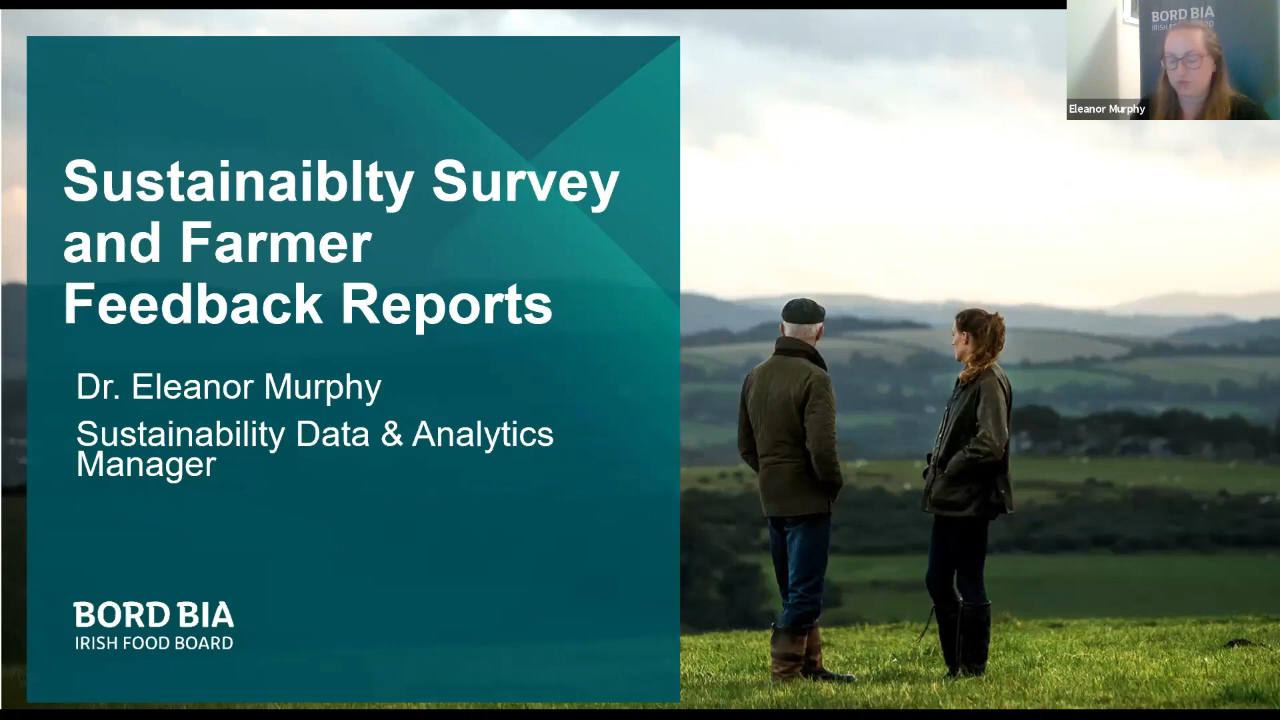 Sustainaiblty Survey
and Farmer
Feedback Reports
Dr. Eleanor Murphy
Sustainability Data & Analytics
Manager
BORD BIA
IRISH FOOD BOARD
BORD BIA
Eleanor Murphy